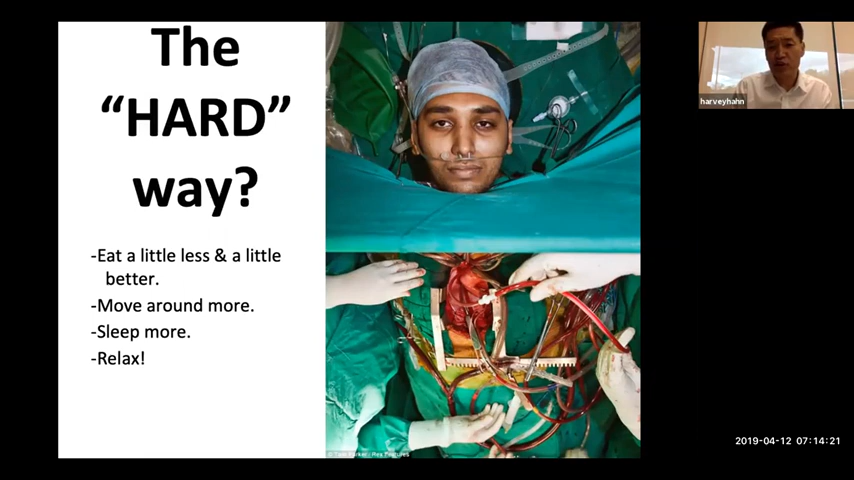 The
“HARD”
way?
-Eat a little less & a little
better.
-Move around more.
-Sleep more.
-Relax!
harveyhahn
2019-04-12 07:14:21